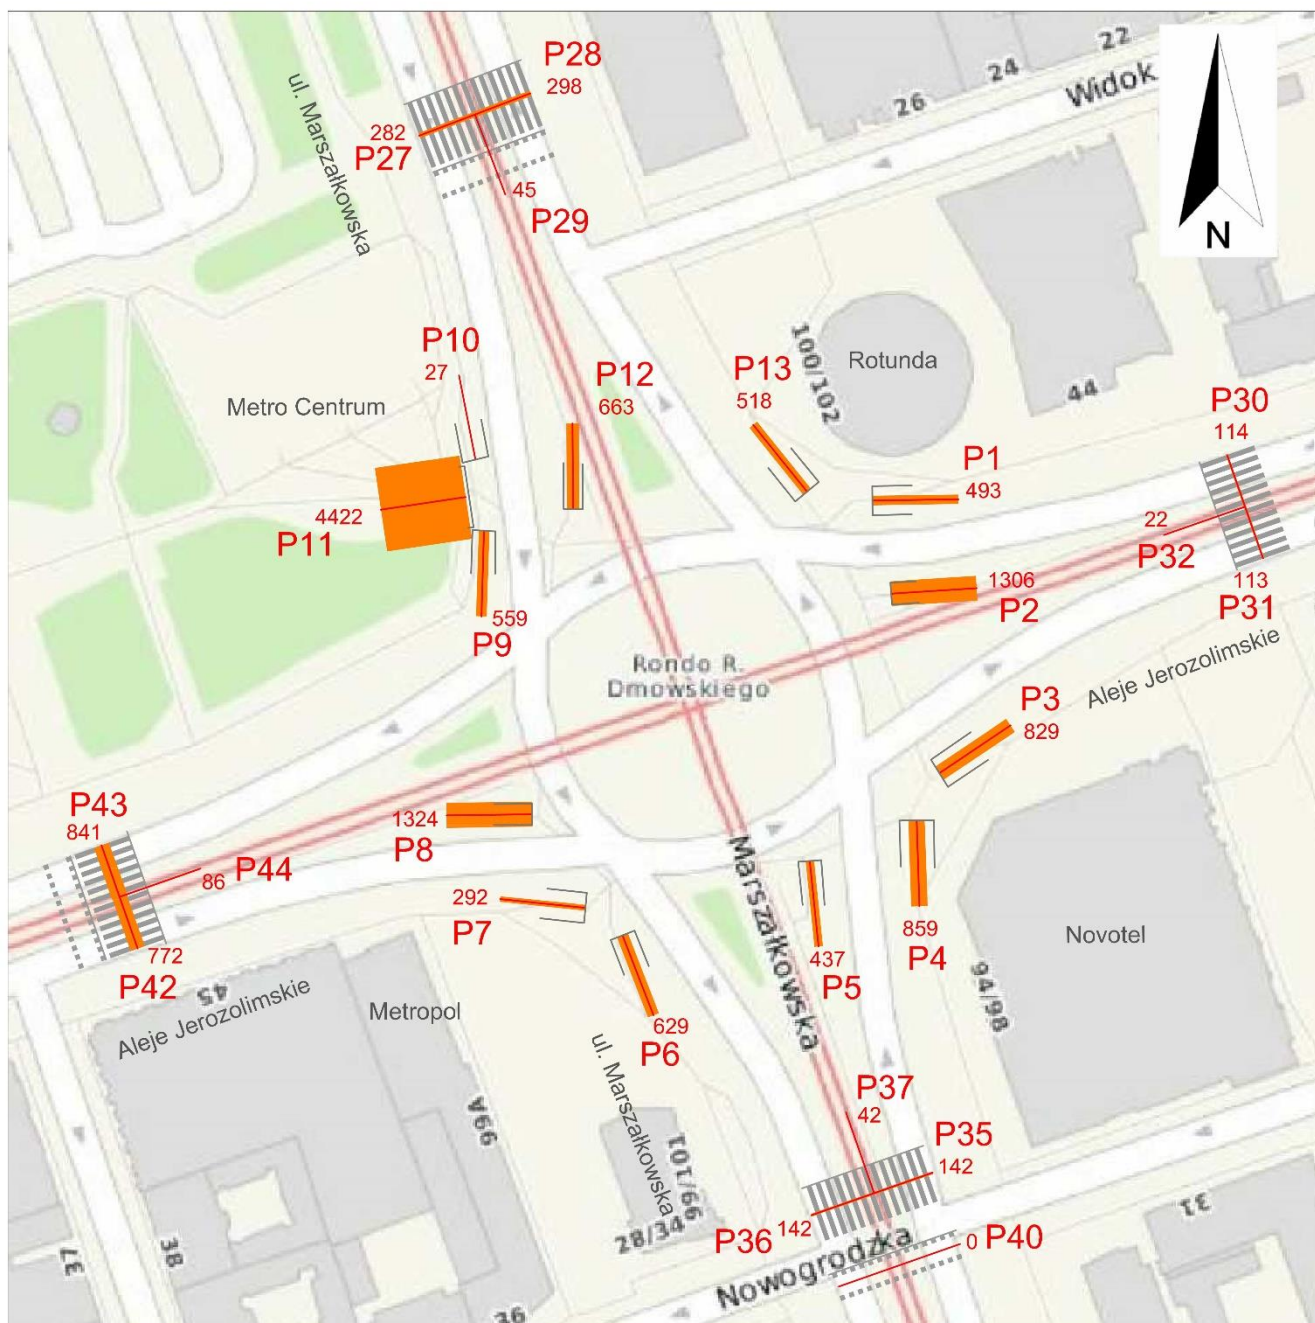 P28
298
22
24
Widok
26
ul. Marszałkowska
282
P27
45
P29
N
P10
27
P12
663
P13
518
100/102
Rotunda
44
P30
114
Metro Centrum
P1
493
4422
P11
22
P32
1306
P2
113
P31
559
P9
Rondo R.
Dmowskiego
Aleje Jerozolimskie
P3
829
P43
841
86
P44
1324
P8
Marszałkowska
292
P7
859
P4
Novotel
437
P5
772
P42
45
Aleje Jerozolimskie
Metropol
94/98
629
P6
ul. Marszałkowska
P37
42
99A
P35
142
99/101
142
P36
28/34
Nowogrodzka
0
P40
31
37
38
36